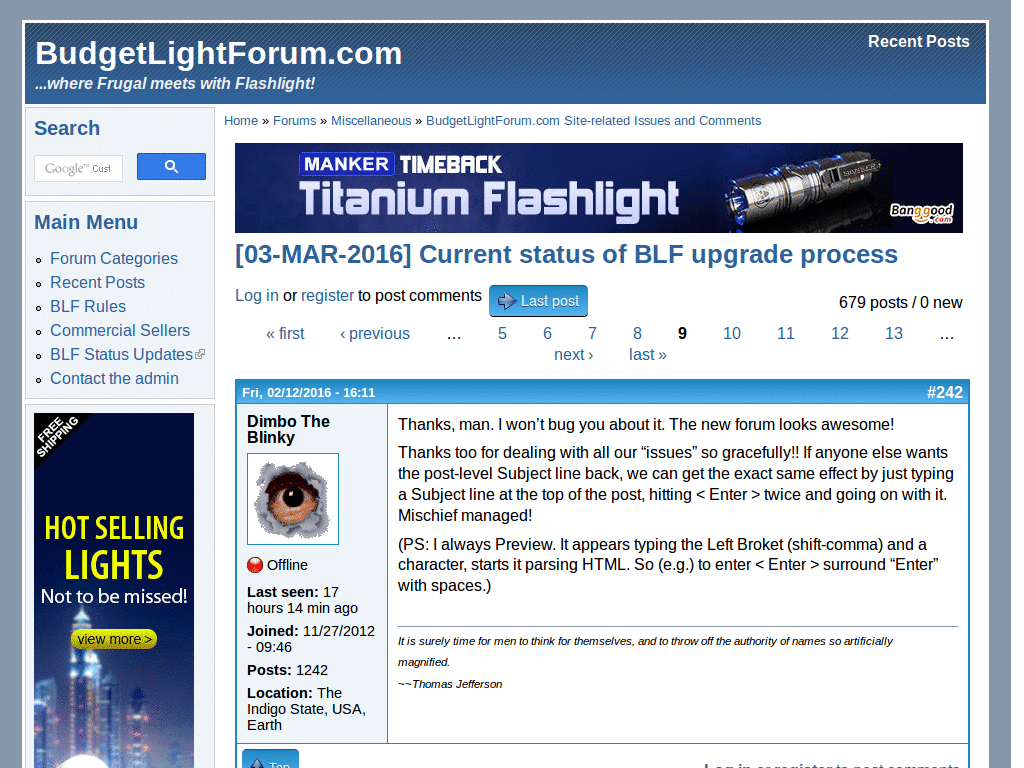 BudgetLightForum.com
...where Frugal meets with Flashlight!
Recent Posts
Search
Google™ Cust
Main Menu
Forum Categories
Recent Posts
BLF Rules
Commercial Sellers
BLF Status Updates
Contact the admin
FREE
SHIPPING
HOT SELLING
LIGHTS
Not to be missed!
view more >
Home » Forums » Miscellaneous » BudgetLightForum.com Site-related Issues and Comments
MANKER TIMEBACK
Titanium Flashlight
MANKER
Banggood
.com
[03-MAR-2016] Current status of BLF upgrade process
Log in or register to post comments
Last post
679 posts / 0 new
« first ‹ previous … 5 6 7 8 9 10 11 12 13 …
next › last »
Fri, 02/12/2016 - 16:11
#242
Dimbo The
Blinky
Offline
Last seen: 17
hours 14 min ago
Joined: 11/27/2012
- 09:46
Posts: 1242
Location: The
Indigo State, USA,
Earth
Thanks, man. I won’t bug you about it. The new forum looks awesome!
Thanks too for dealing with all our “issues” so gracefully!! If anyone else wants
the post-level Subject line back, we can get the exact same effect by just typing
a Subject line at the top of the post, hitting < Enter > twice and going on with it.
Mischief managed!
(PS: I always Preview. It appears typing the Left Broket (shift-comma) and a
character, starts it parsing HTML. So (e.g.) to enter < Enter > surround “Enter”
with spaces.)
It is surely time for men to think for themselves, and to throw off the authority of names so artificially
magnified.
~~Thomas Jefferson
Top
Log in or register to post comments